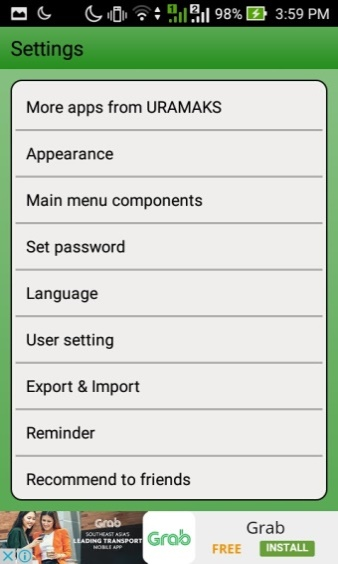 98% 3:59 PM
Settings
More apps from URAMAKS
Appearance
Main menu components
Set password
Language
User setting
Export & Import
Reminder
Recommend to friends
Grab
SOUTHEAST ASIA'S
LEADING TRANSPORT
MOBILE APP
Grab
Grab
FREE INSTALL